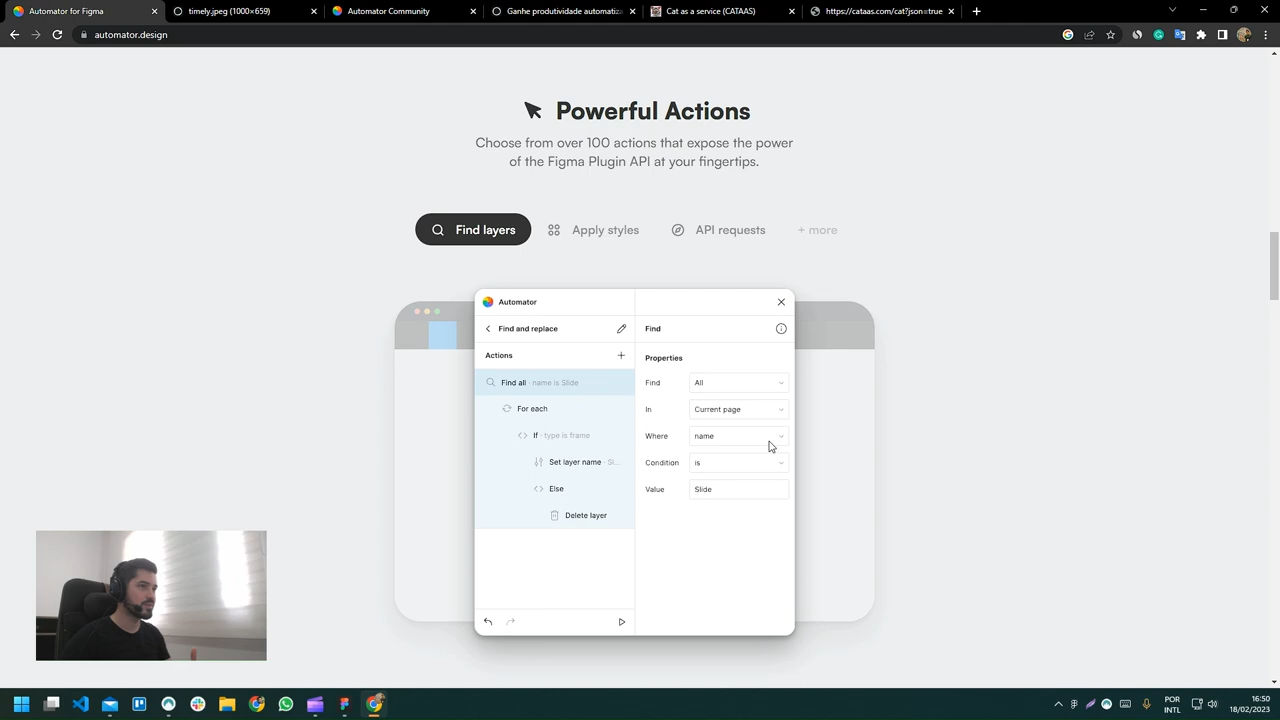 Automator for Figma
timely.jpeg (1000×659)
Automator Community
Ganhe produtividade automatiza
Cat as a service (CATAAS)
https://cataas.com/cat?json=true
automator.design
Powerful Actions
Choose from over 100 actions that expose the power
of the Figma Plugin API at your fingertips.
Find layers
Apply styles
API requests
+ more
Automator
Find and replace
Find
Actions
Properties
Find all · name is Slide
Find
All
For each
In
Current page
If · type is frame
Where
name
Set layer name · Sl...
Condition
is
Else
Value
Slide
Delete layer
POR
INTL
16:50
18/02/2023